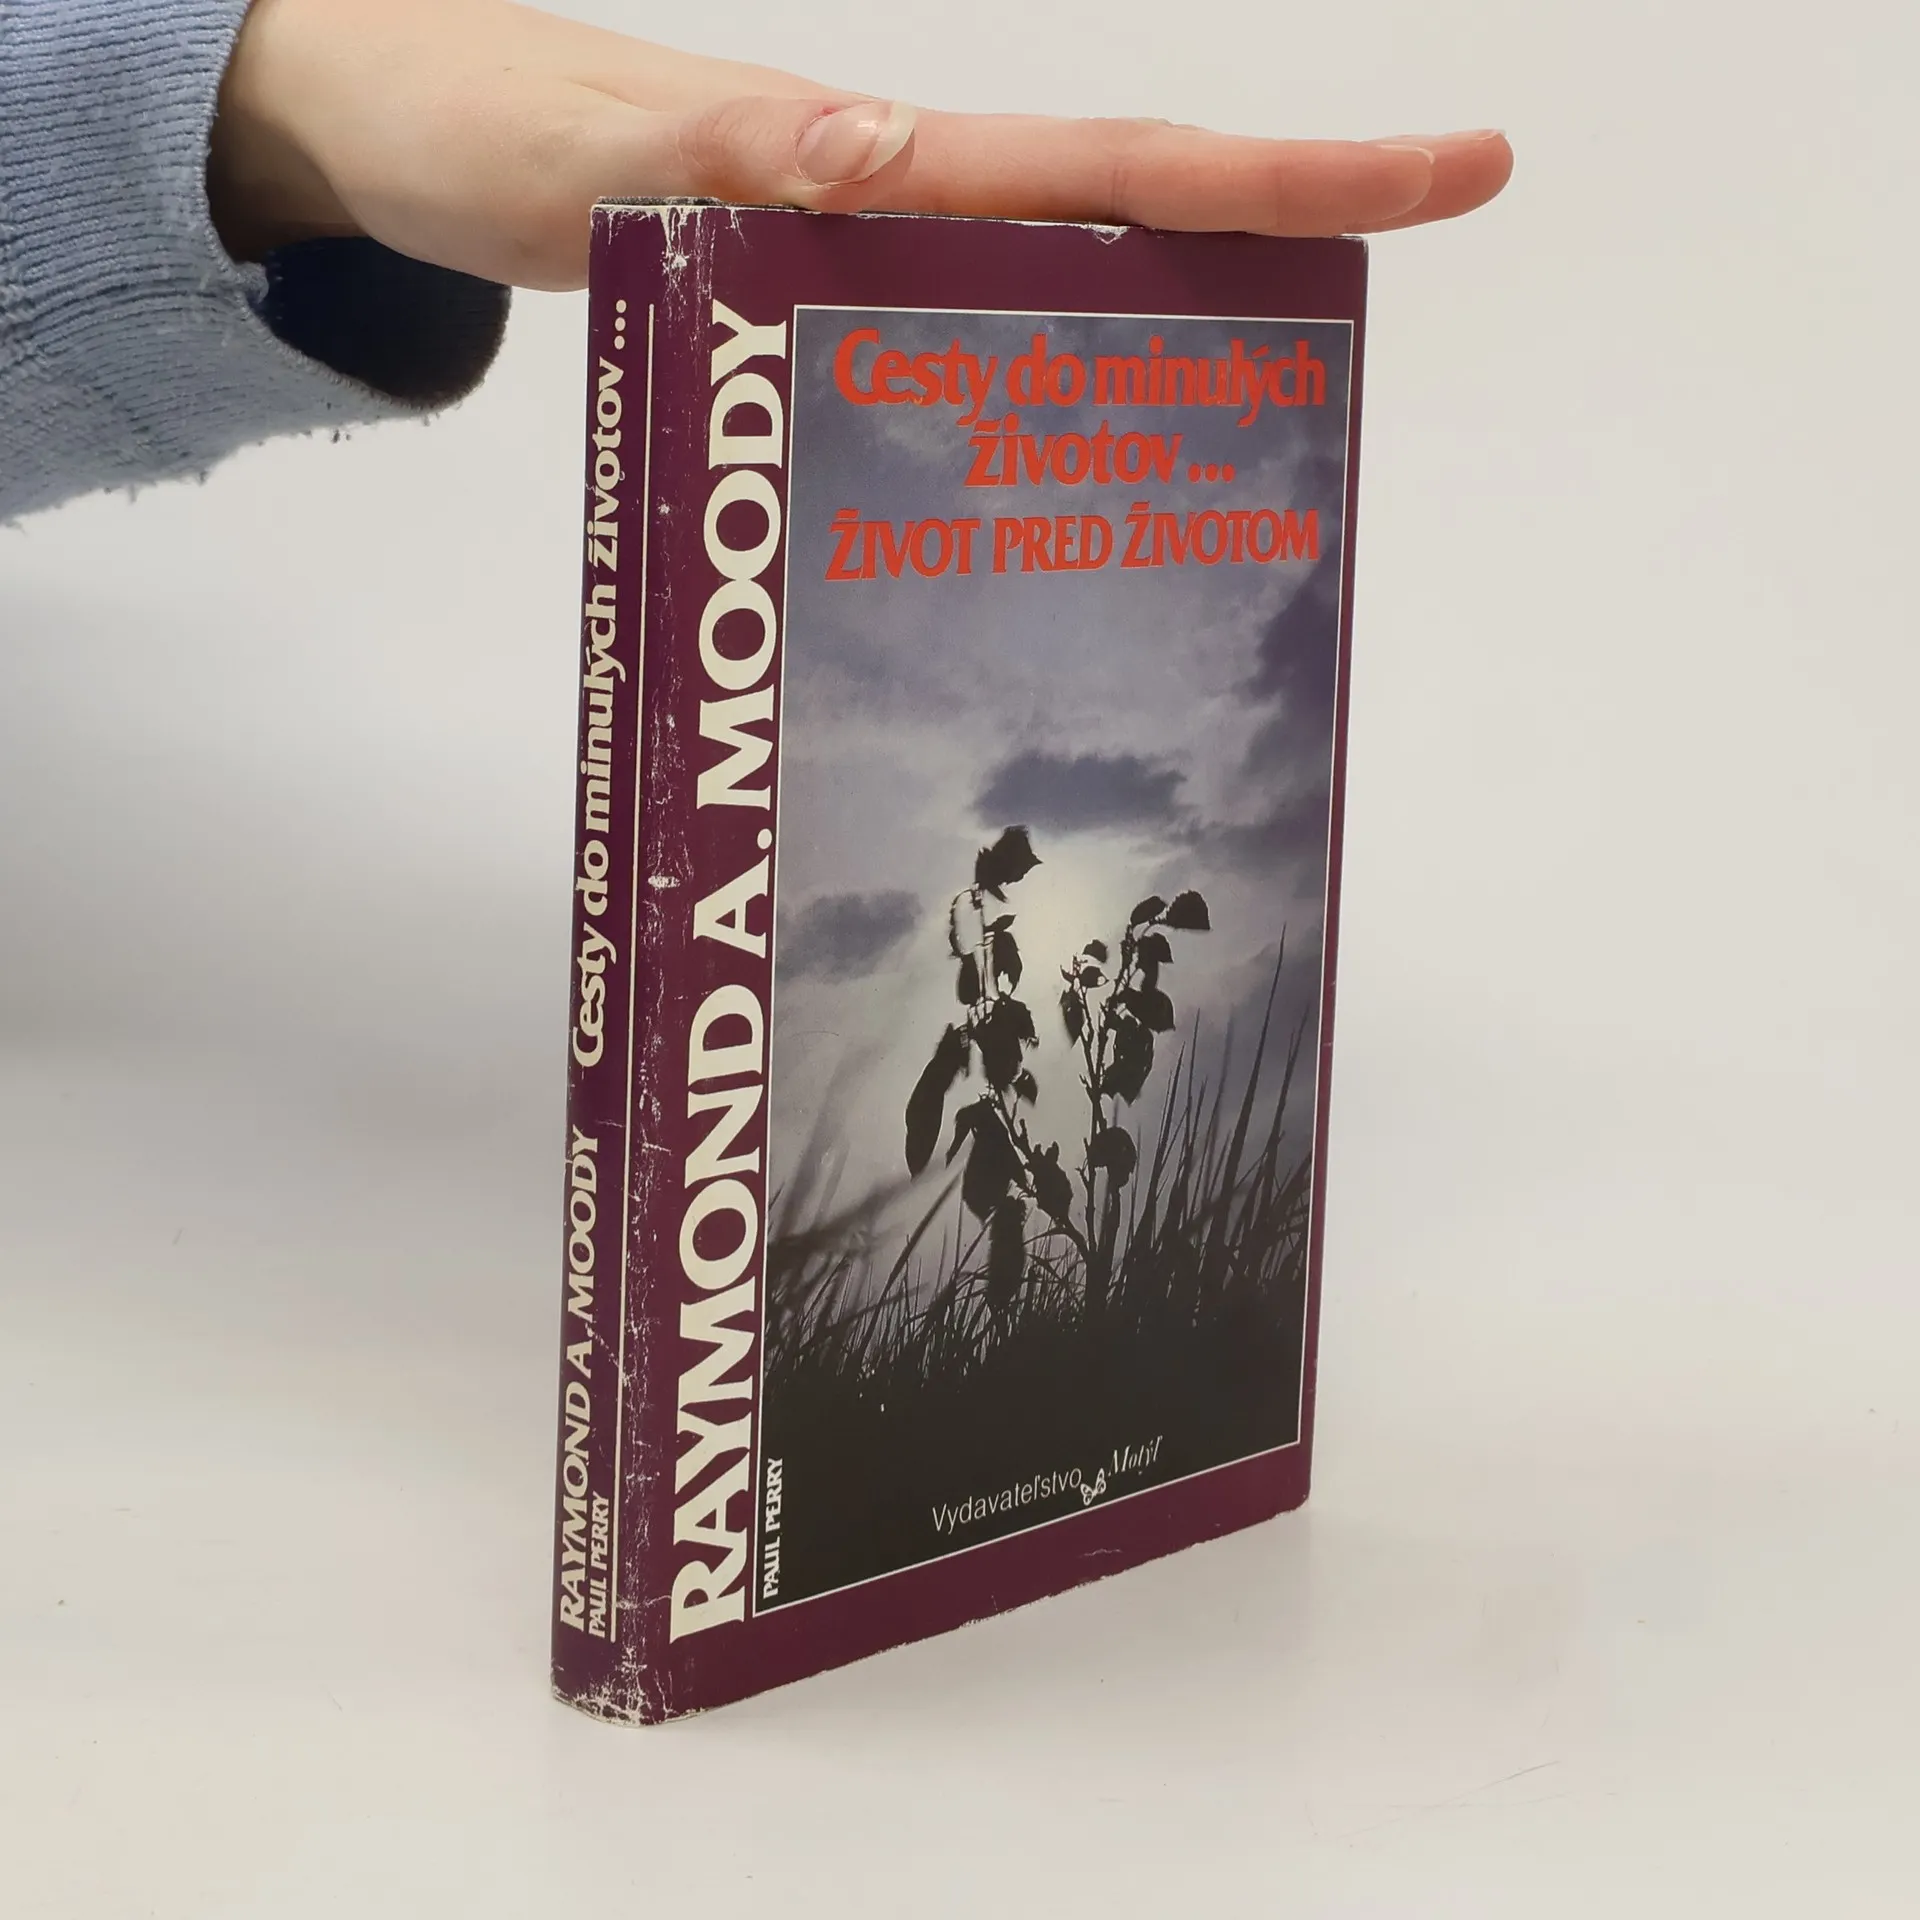 RAYMOND A. MOODY Cesty do minulých životov...
PAUL PERRY
RAYMOND A. MOODY
PAUL PERRY
Cesty do minulých
životov...
ŽIVOT PRED ŽIVOTOM
Vydavateľstvo Motýľ